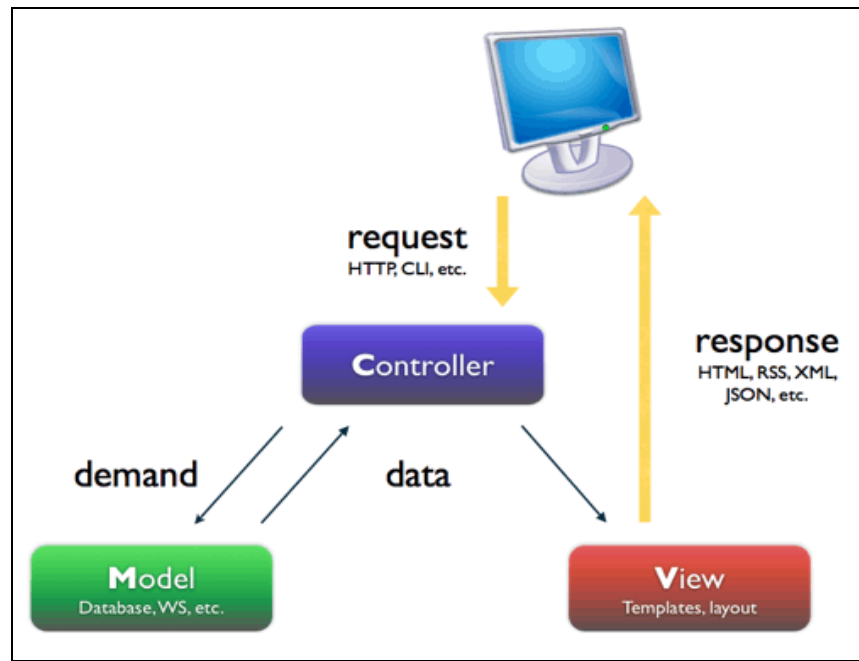 request
HTTP, CLI, etc.
Controller
response
HTML, RSS, XML,
JSON, etc.
demand
data
Model
Database, WS, etc.
View
Templates, layout